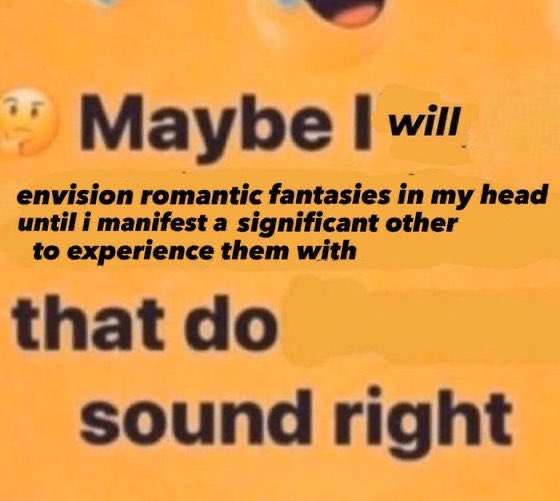 Maybe I will
envision romantic fantasies in my head
until i manifest a significant other
to experience them with
that do
sound right